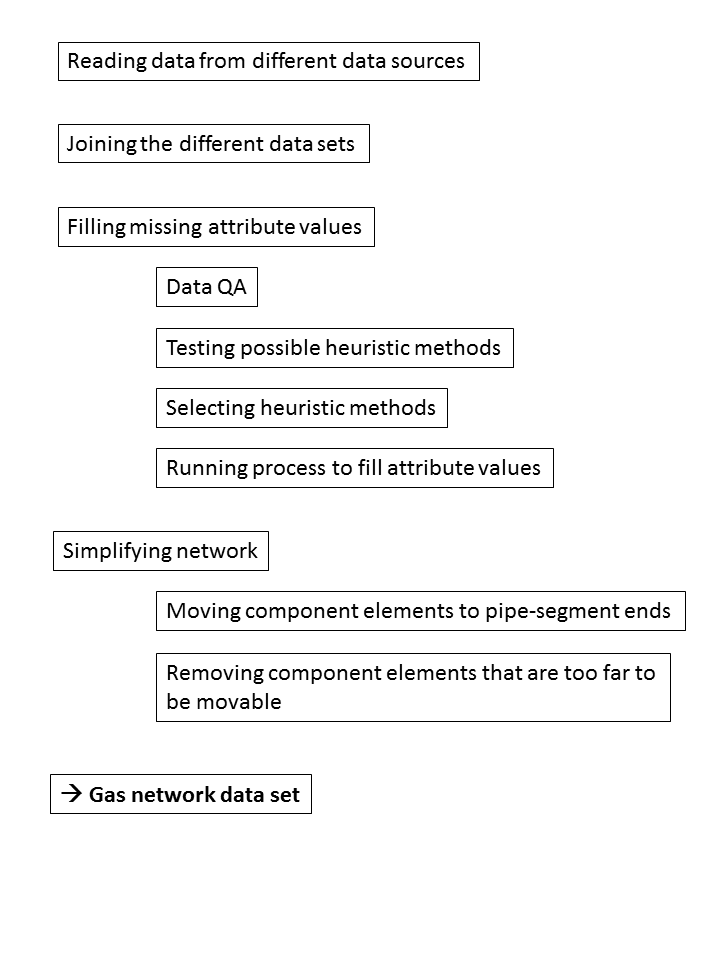 Reading data from different data sources
Joining the different data sets
Filling missing attribute values
Data QA
Testing possible heuristic methods
Selecting heuristic methods
Running process to fill attribute values
Simplifying network
Moving component elements to pipe-segment ends
Removing component elements that are too far to
be movable
→ Gas network data set